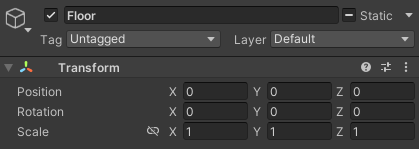 Floor Static
Tag Untagged Layer Default
Transform
Position X 0 Y 0 Z 0
Rotation X 0 Y 0 Z 0
Scale X 1 Y 1 Z 1